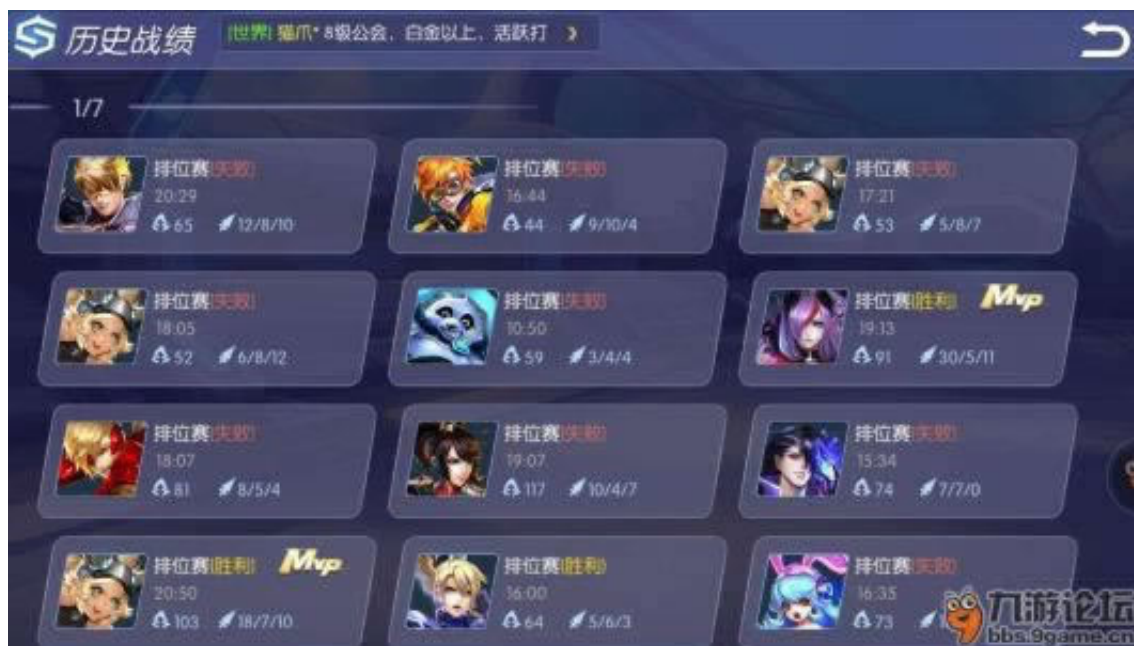 历史战绩
[世界] 猫爪* 8级公会,白金以上,活跃打
1/7
排位赛(失败)
20:29
65 12/8/10
排位赛(失败)
16:44
44 9/10/4
排位赛(失败)
17:21
53 5/8/7
排位赛(失败)
18:05
52 6/8/12
排位赛(失败)
10:50
59 3/4/4
排位赛(胜利) Mvp
19:13
91 30/5/11
排位赛(失败)
18:07
81 8/5/4
排位赛(失败)
19:07
117 10/4/7
排位赛(失败)
15:34
74 7/7/0
排位赛(胜利) Mvp
20:50
103 18/7/10
排位赛(胜利)
16:00
64 5/6/3
排位赛(失败)
16:35
73
九游论坛
bbs.9game.cn